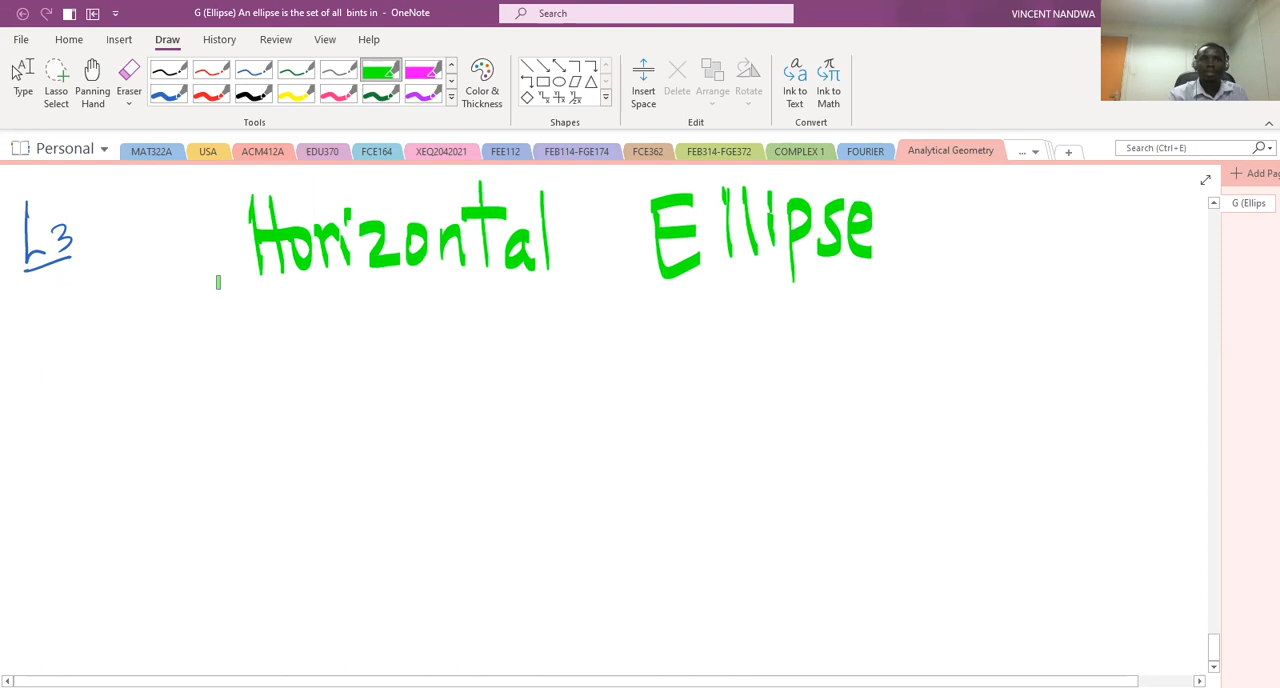 G (Ellipse) An ellipse is the set of all bints in - OneNote
Search
VINCENT NANDWA
File Home Insert Draw History Review View Help
Type
Lasso Select
Panning Hand
Eraser
Color & Thickness
Insert Space
Delete
Arrange
Rotate
Ink to Text
Ink to Math
Tools Shapes Edit Convert
Personal MAT322A USA ACM412A EDU370 FCE164 XEQ2042021 FEE112 FEB114-FGE174 FCE362 FEB314-FGE372 COMPLEX 1 FOURIER Analytical Geometry ... + Search (Ctrl+E)
+ Add Pag
G (Ellips
L3 Horizontal Ellipse